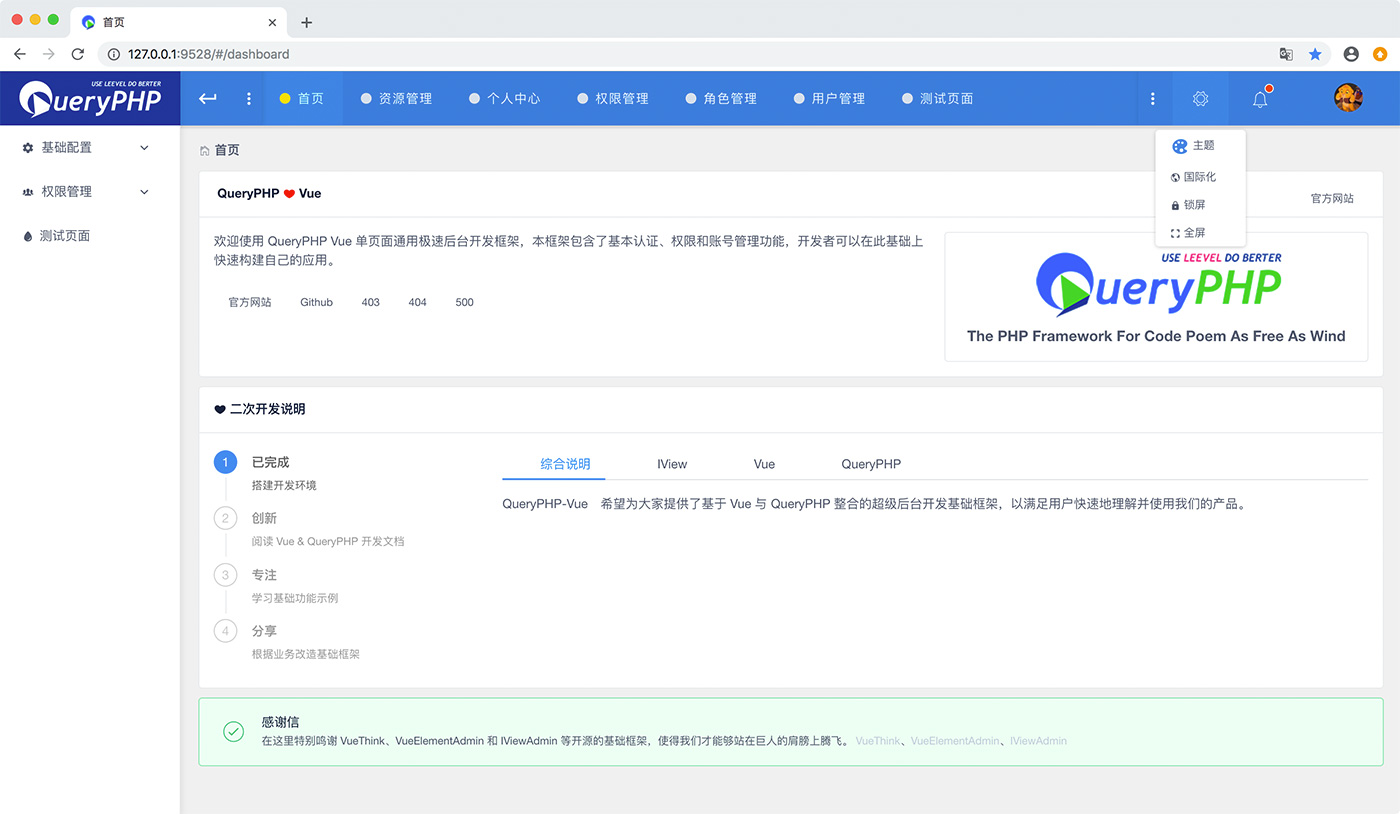 首页
127.0.0.1:9528/#/dashboard
USE LEEVEL DO BERTER
QueryPHP
首页
资源管理
个人中心
权限管理
角色管理
用户管理
测试页面
基础配置
权限管理
测试页面
首页
主题
国际化
锁屏
全屏
QueryPHP Vue
官方网站
欢迎使用 QueryPHP Vue 单页面通用极速后台开发框架，本框架包含了基本认证、权限和账号管理功能，开发者可以在此基础上
快速构建自己的应用。
官方网站 Github 403 404 500
USE LEEVEL DO BERTER
QueryPHP
The PHP Framework For Code Poem As Free As Wind
二次开发说明
1 已完成
搭建开发环境
2 创新
阅读 Vue & QueryPHP 开发文档
3 专注
学习基础功能示例
4 分享
根据业务改造基础框架
综合说明 IView Vue QueryPHP
QueryPHP-Vue 希望为大家提供了基于 Vue 与 QueryPHP 整合的超级后台开发基础框架，以满足用户快速地理解并使用我们的产品。
感谢信
在这里特别鸣谢 VueThink、VueElementAdmin 和 IViewAdmin 等开源的基础框架，使得我们才能够站在巨人的肩膀上腾飞。 VueThink、VueElementAdmin、IViewAdmin